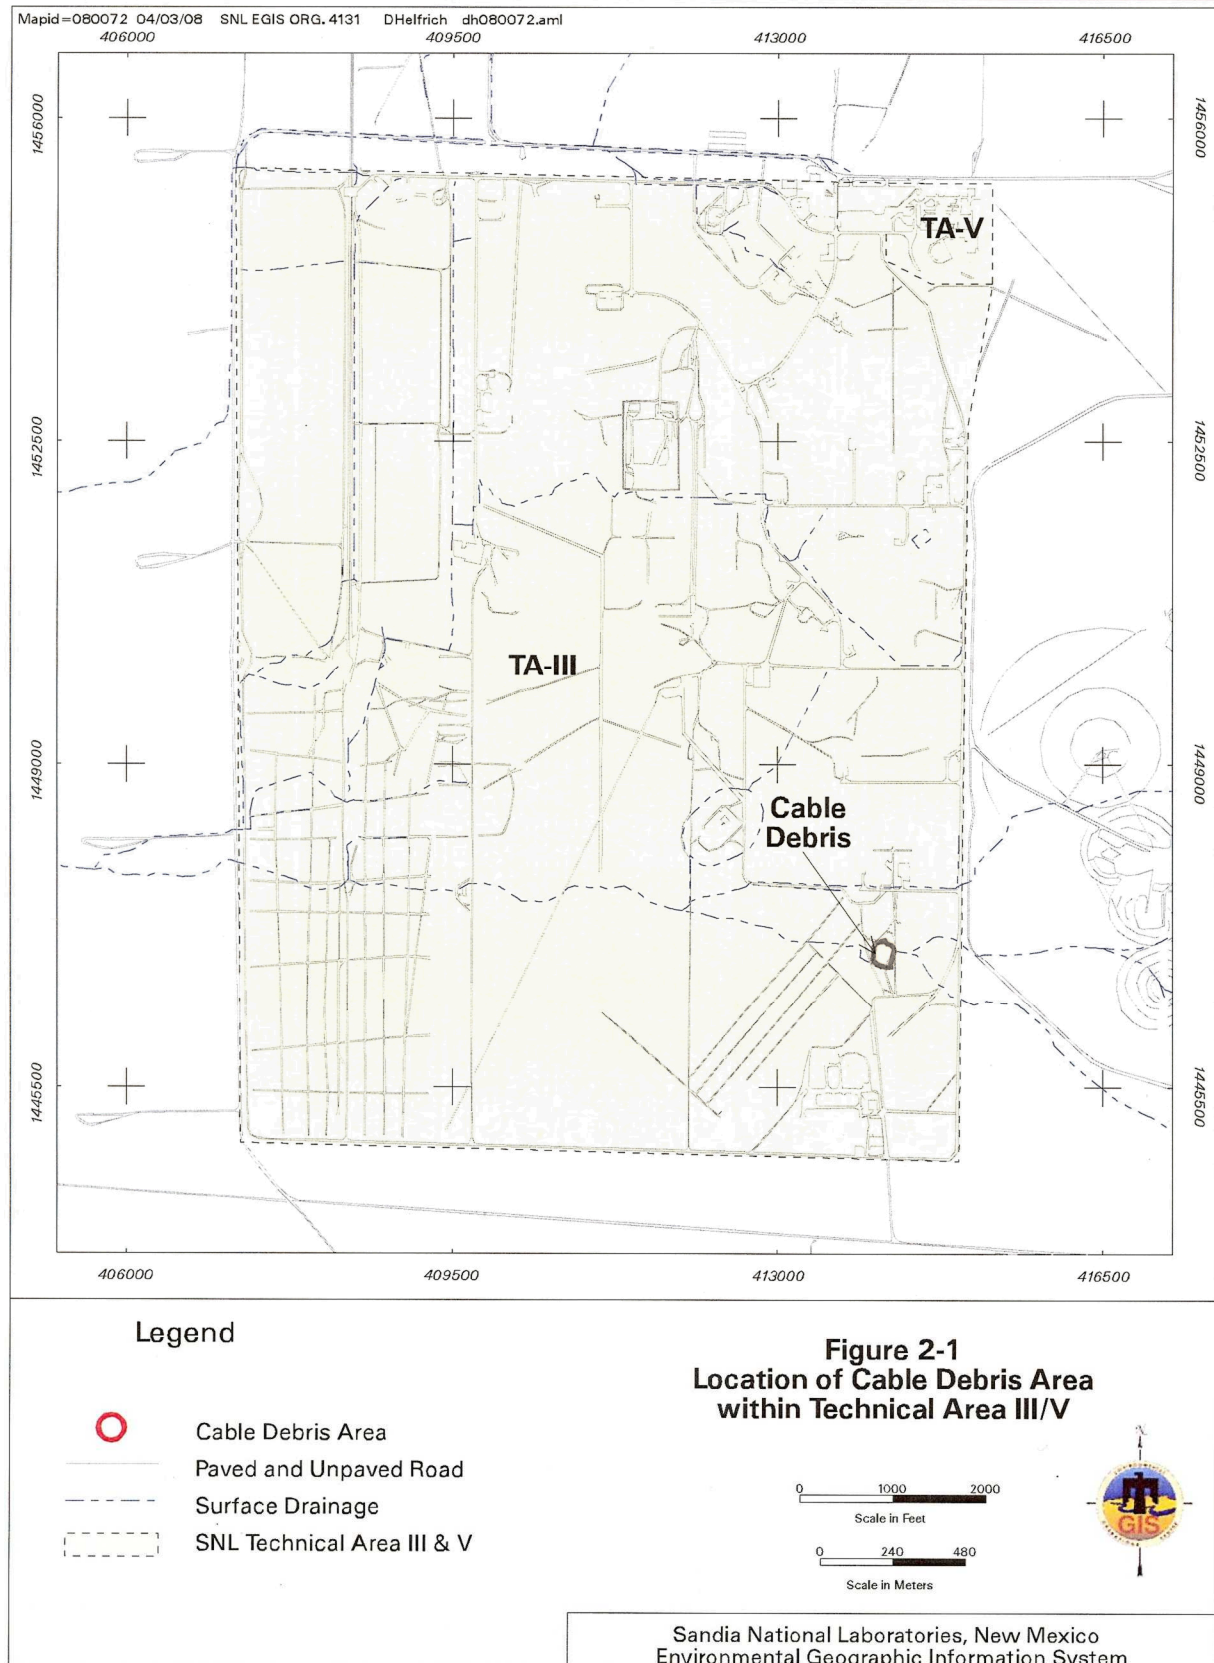 Mapid=080072 04/03/08 SNL EGIS ORG. 4131 DHelfrich dh080072.aml
406000 409500 413000 416500
1456000 1456000
TA-V
1452500 1452500
TA-III
1449000 1449000
Cable
Debris
1445500 1445500
406000 409500 413000 416500
Legend
Cable Debris Area
Paved and Unpaved Road
Surface Drainage
SNL Technical Area III & V
Figure 2-1
Location of Cable Debris Area
within Technical Area III/V
0 1000 2000
Scale in Feet
0 240 480
Scale in Meters
N
GIS
Sandia National Laboratories, New Mexico
Environmental Geographic Information System